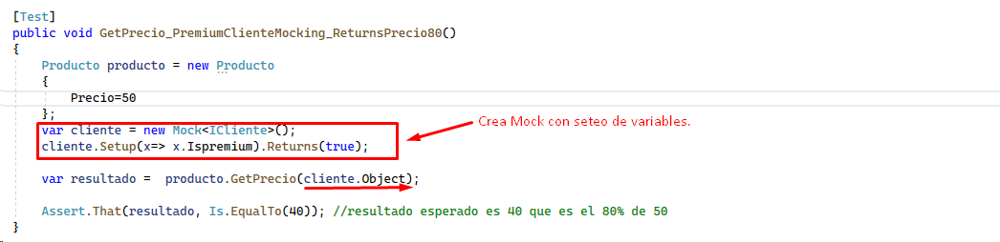 [Test]
public void GetPrecio_PremiumClienteMocking_ReturnsPrecio80()
{
Producto producto = new Producto
{
Precio=50
};
var cliente = new Mock<ICliente>();
Crea Mock con seteo de variables.
cliente.Setup(x=> x.Ispremium).Returns(true);
var resultado =  producto.GetPrecio(cliente.Object);
Assert.That(resultado, Is.EqualTo(40)); //resultado esperado es 40 que es el 80% de 50
}